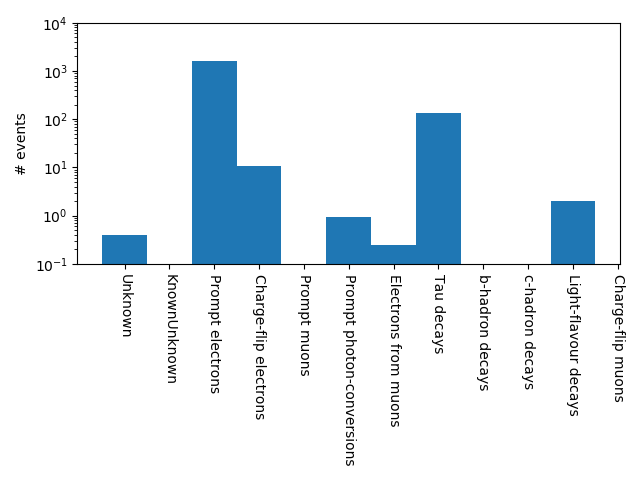 # events
10^4
10^3
10^2
10^1
10^0
10^−1
Unknown
KnownUnknown
Prompt electrons
Charge-flip electrons
Prompt muons
Prompt photon-conversions
Electrons from muons
Tau decays
b-hadron decays
c-hadron decays
Light-flavour decays
Charge-flip muons